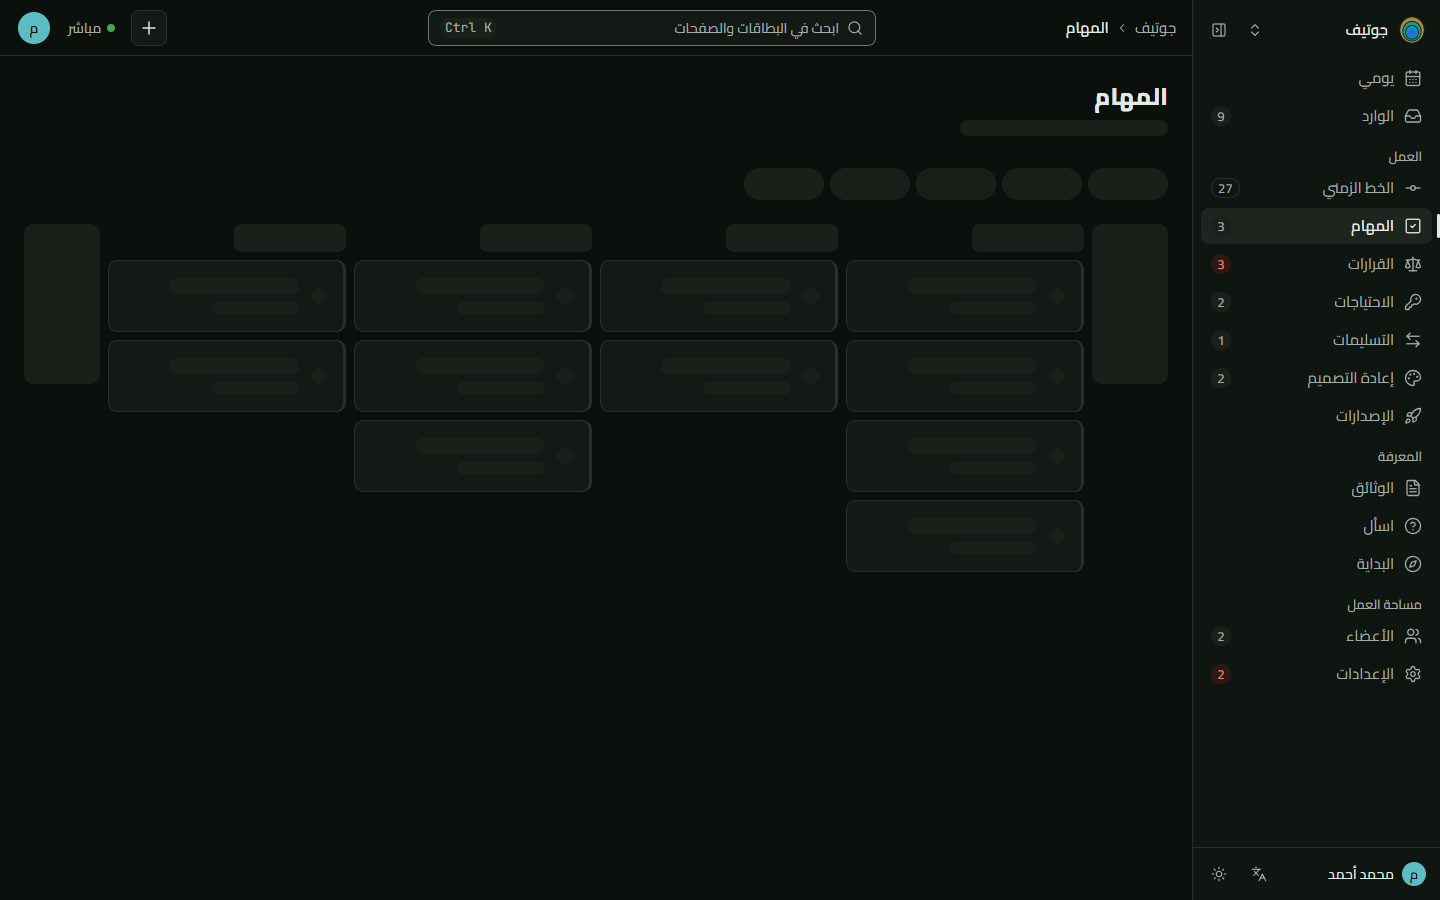 جوتيف
يومي
الوارد 9
العمل
الخط الزمني 27
المهام 3
القرارات 3
الاحتياجات 2
التسليمات 1
إعادة التصميم 2
الإصدارات
المعرفة
الوثائق
اسأل
البداية
مساحة العمل
الأعضاء 2
الإعدادات 2
م محمد أحمد
جوتيف > المهام
ابحث في البطاقات والصفحات Ctrl K
مباشر
م
المهام